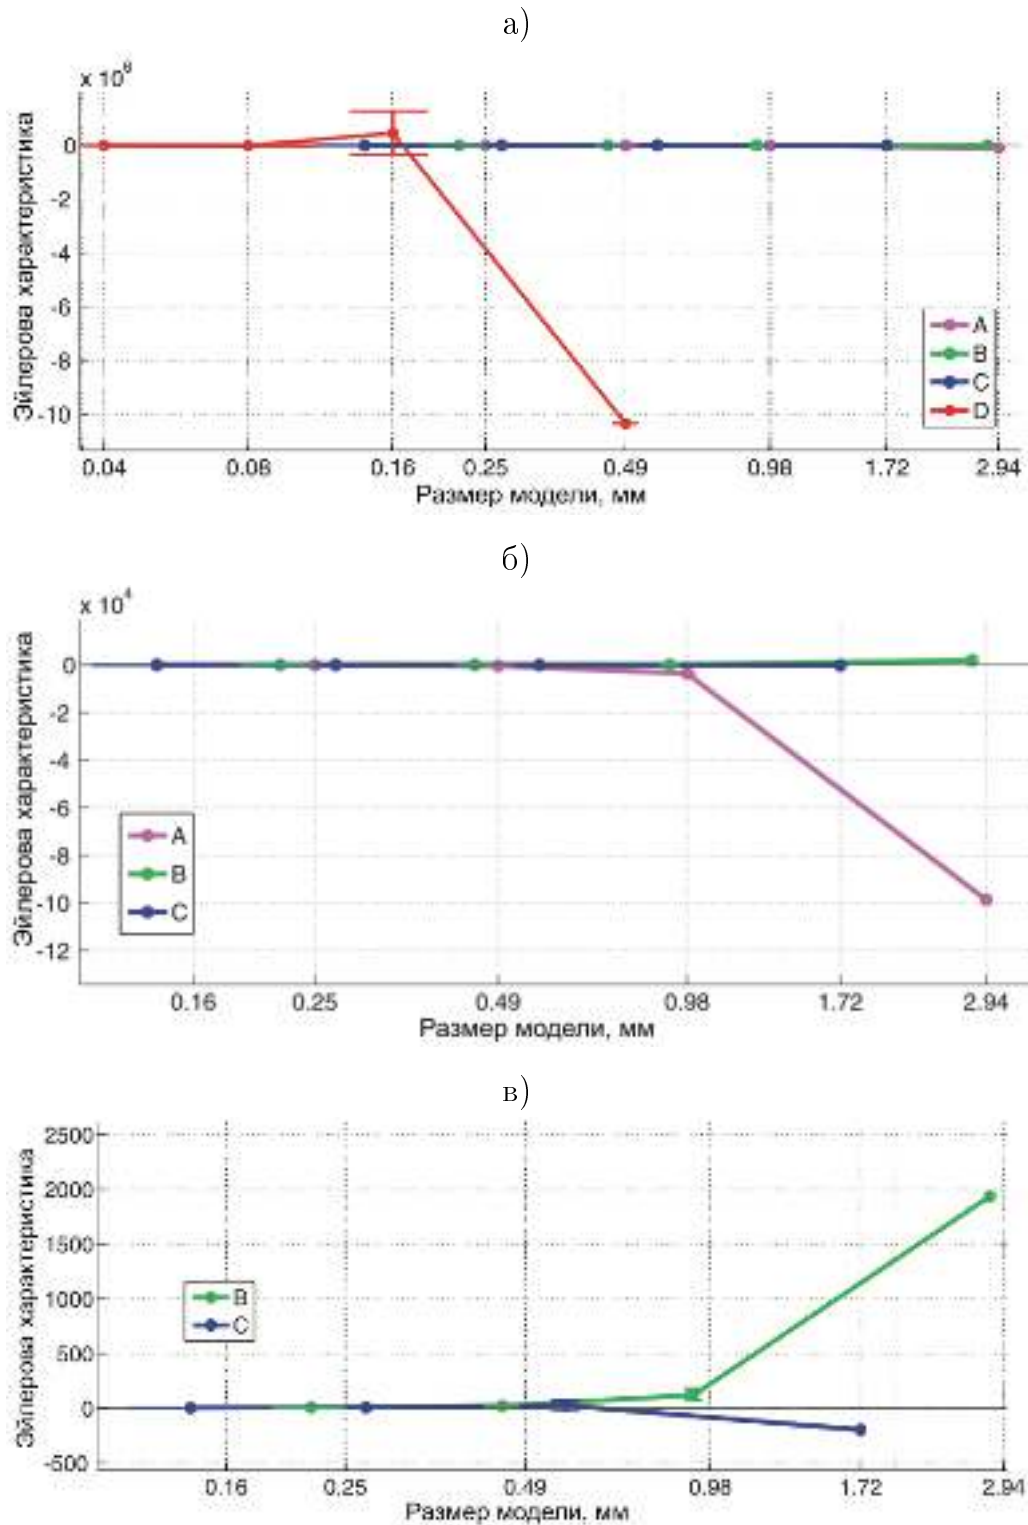 а)
x 10⁶
Эйлерова характеристика
0
-2
-4
-6
-8
-10
A
B
C
D
0.04 0.08 0.16 0.25 0.49 0.98 1.72 2.94
Размер модели, мм
б)
x 10⁴
Эйлерова характеристика
0
-2
-4
-6
-8
-10
-12
A
B
C
0.16 0.25 0.49 0.98 1.72 2.94
Размер модели, мм
в)
Эйлерова характеристика
2500
2000
1500
1000
500
0
-500
B
C
0.16 0.25 0.49 0.98 1.72 2.94
Размер модели, мм